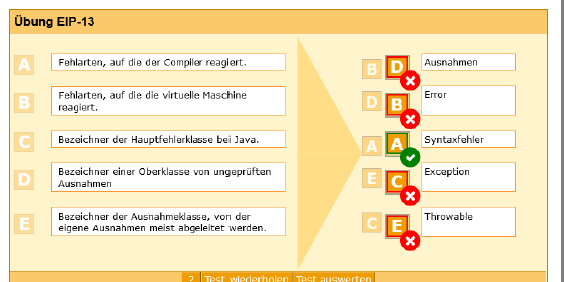 Übung EIP-13
A Fehlarten, auf die der Compiler reagiert. B D Ausnahmen
B Fehlarten, auf die die virtuelle Maschine
reagiert. D B Error
C Bezeichner der Hauptfehlerklasse bei Java. A A Syntaxfehler
D Bezeichner einer Oberklasse von ungeprüften
Ausnahmen E C Exception
E Bezeichner der Ausnahmeklasse, von der
eigene Ausnahmen meist abgeleitet werden. C E Throwable
? Test wiederholen Test auswerten